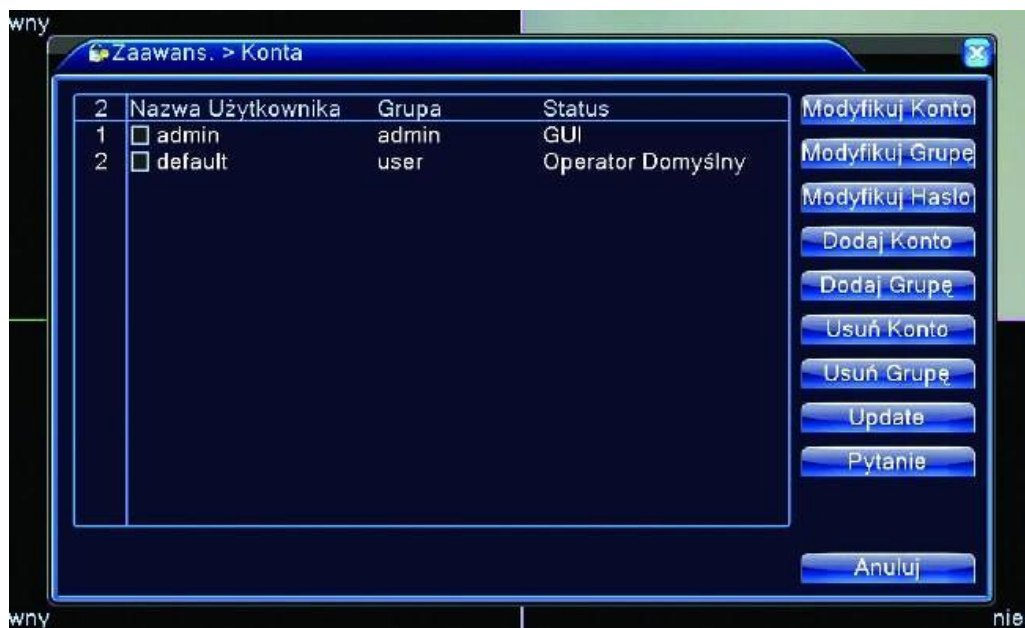 wny
Zaawans. > Konta
2 Nazwa Użytkownika Grupa Status
1 admin admin GUI
2 default user Operator Domyślny
Modyfikuj Konto
Modyfikuj Grupę
Modyfikuj Hasło
Dodaj Konto
Dodaj Grupę
Usuń Konto
Usuń Grupę
Update
Pytanie
Anuluj
wny
nie